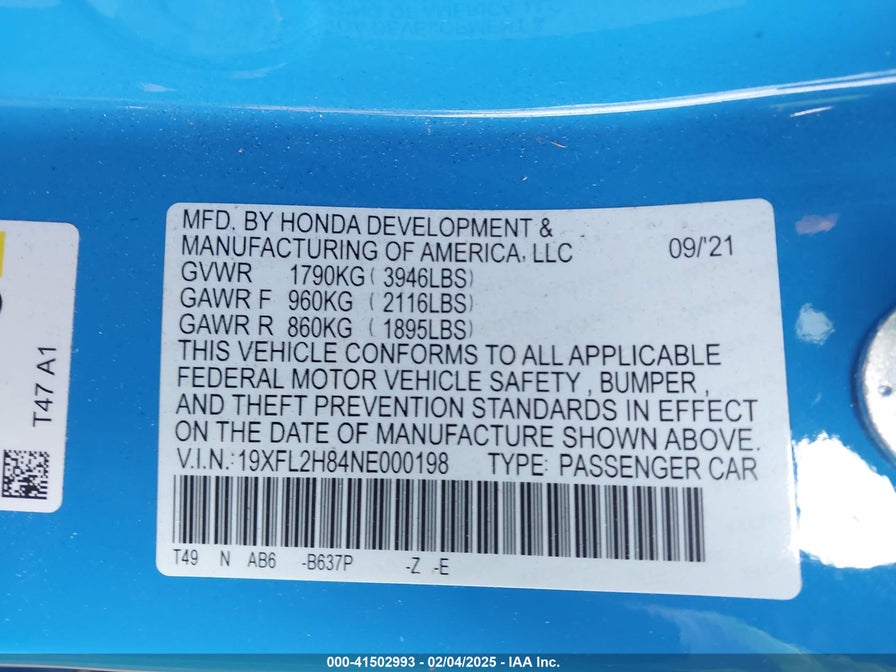 MFD. BY HONDA DEVELOPMENT &
MANUFACTURING OF AMERICA, LLC 09/'21
GVWR 1790KG ( 3946LBS)
GAWR F 960KG ( 2116LBS)
GAWR R 860KG ( 1895LBS)
THIS VEHICLE CONFORMS TO ALL APPLICABLE
FEDERAL MOTOR VEHICLE SAFETY , BUMPER ,
AND THEFT PREVENTION STANDARDS IN EFFECT
ON THE DATE OF MANUFACTURE SHOWN ABOVE.
V.I.N.: 19XFL2H84NE000198 TYPE: PASSENGER CAR
T49 N AB6 -B637P -Z -E
T47 A1
000-41502993 - 02/04/2025 - IAA Inc.